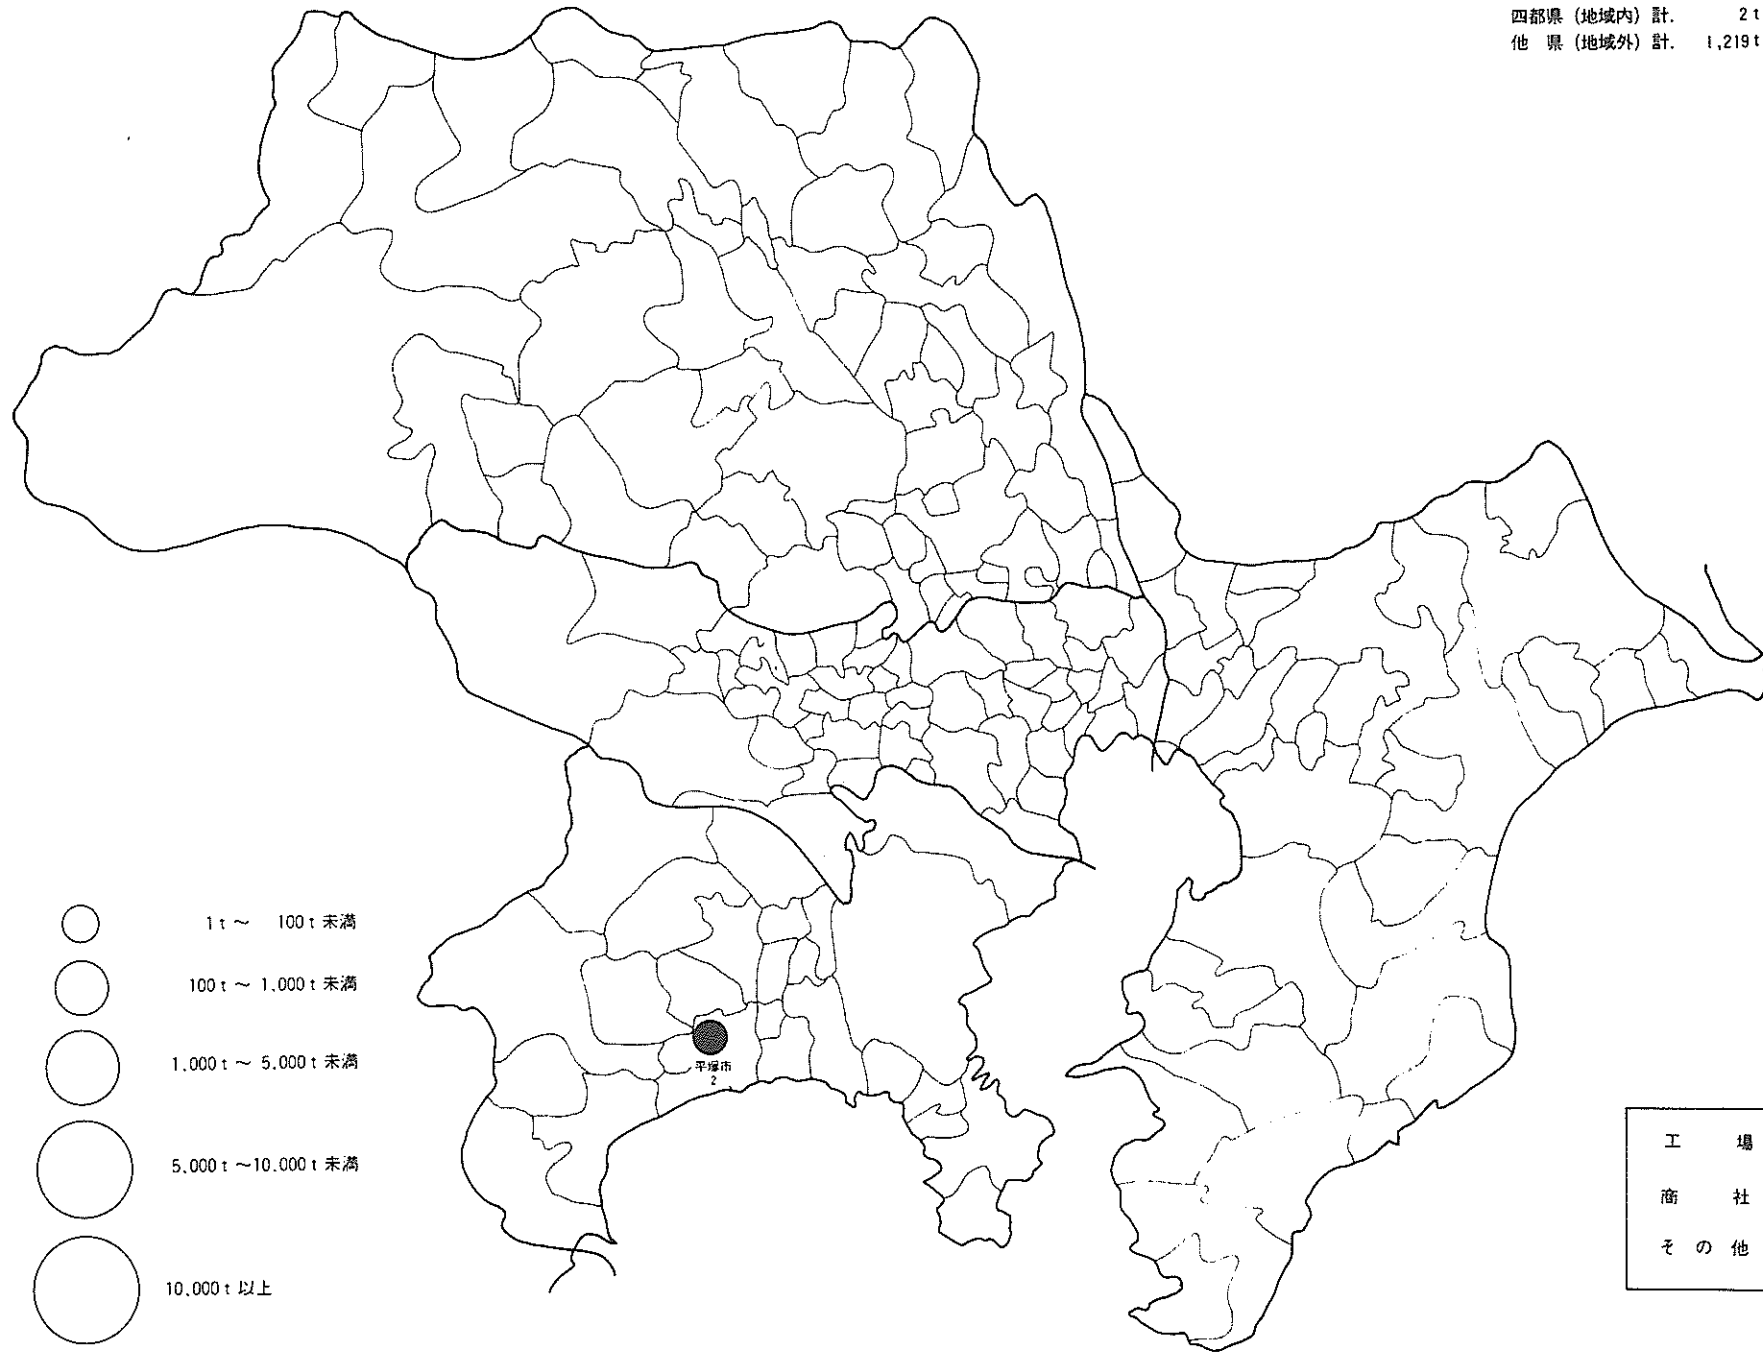 四都県（地域内）計. 2t
他 県（地域外）計. 1,219t
1t～ 100t未満
100t～1,000t未満
1,000t～5,000t未満
5,000t～10,000t未満
10,000t以上
平塚市
2
工 場
商 社
そ の 他